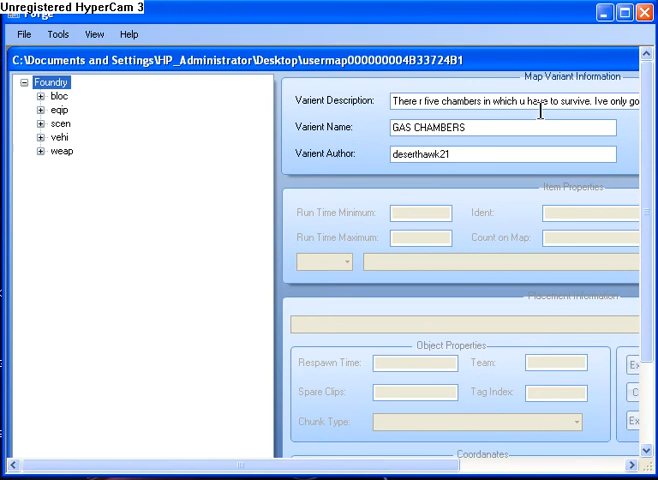 Unregistered HyperCam 3
Forge
File Tools View Help
C:\Documents and Settings\HP_Administrator\Desktop\usermap000000004B33724B1
Foundry
bloc
eqip
scen
vehi
weap
Map Variant Information
Varient Description: There r five chambers in which u have to survive. Ive only go
Varient Name: GAS CHAMBERS
Varient Author: deserthawk21
Item Properties
Run Time Minimum: Ident:
Run Time Maximum: Count on Map:
Placement Information
Object Properties
Respawn Time: Team: Ex
Spare Clips: Tag Index: C
Chunk Type: Ex
Coordanates